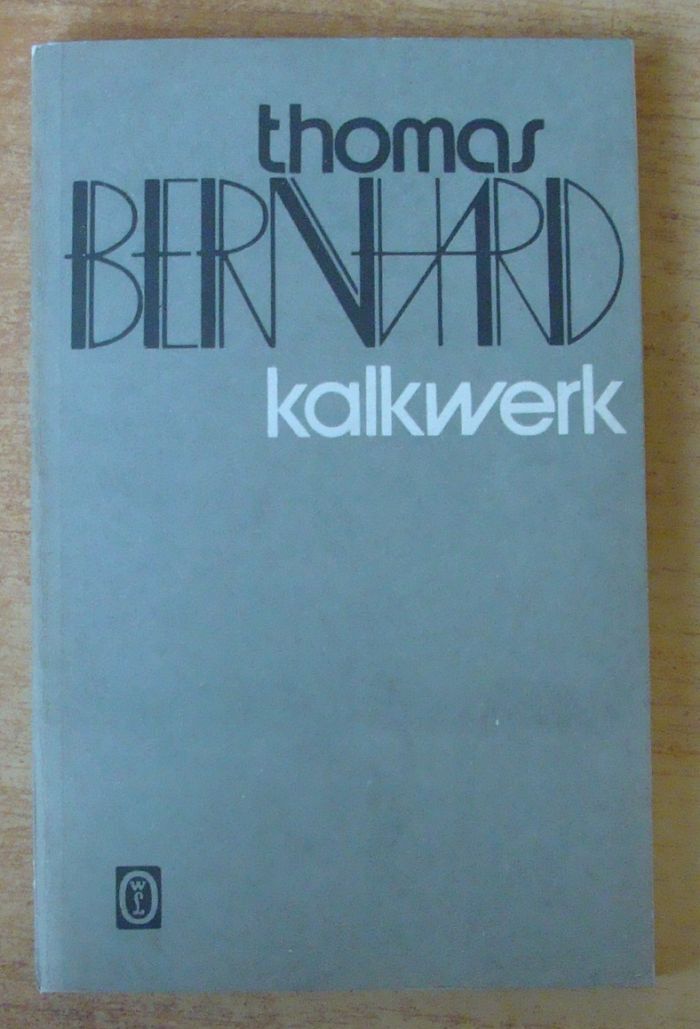 thomas
BERNHARD
kalkwerk
W
Ł